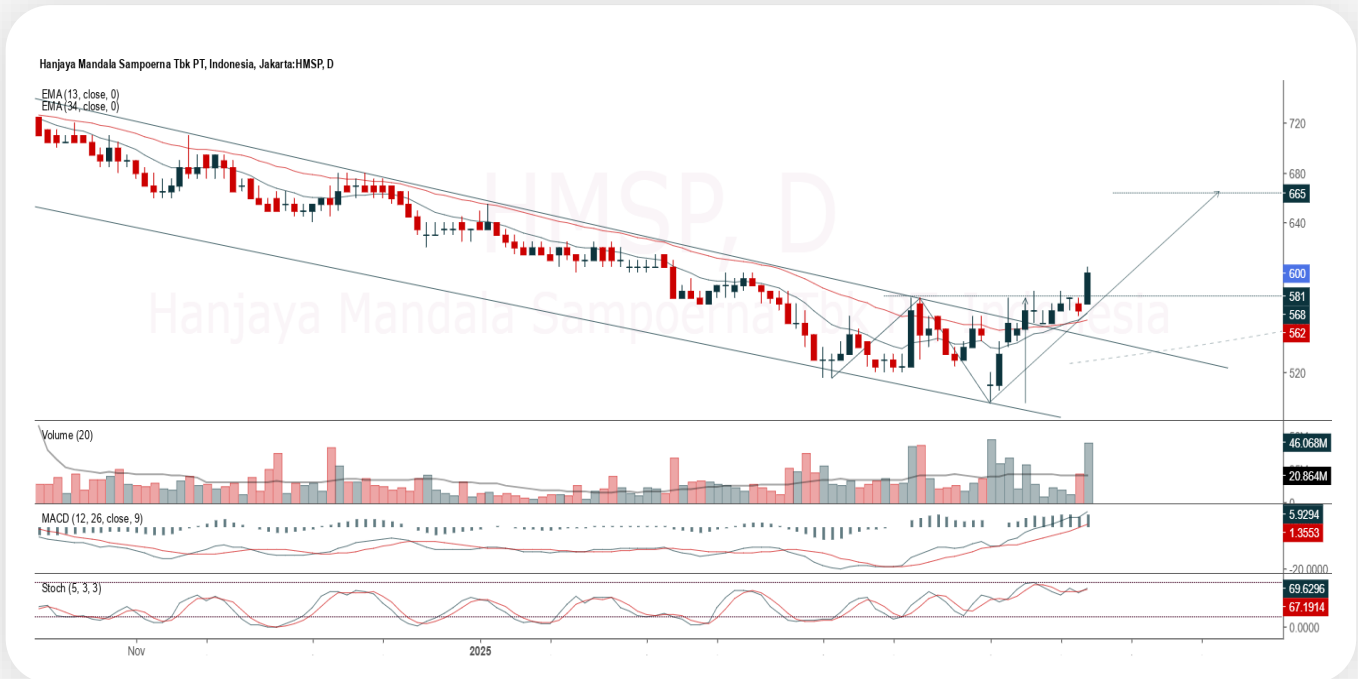 Hanjaya Mandala Sampoerna Tbk PT, Indonesia, Jakarta:HMSP, D
EMA (13, close, 0)
EMA (34, close, 0)
HMSP, D
Hanjaya Mandala Sampoerna Tbk PT, Indonesia
720
680
665
640
600
581
568
562
520
Volume (20)
46.068M
20.864M
0
MACD (12, 26, close, 9)
5.9294
1.3553
-20.0000
Stoch (5, 3, 3)
69.6296
67.1914
0.0000
Nov
2025